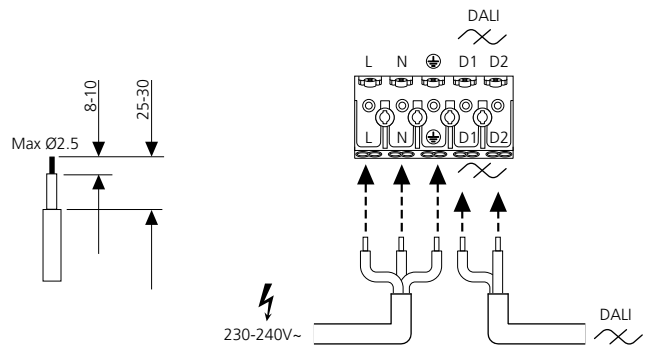 DALI
L N D1 D2
8-10
25-30
Max Ø2.5
L N D1 D2
230-240V~
DALI